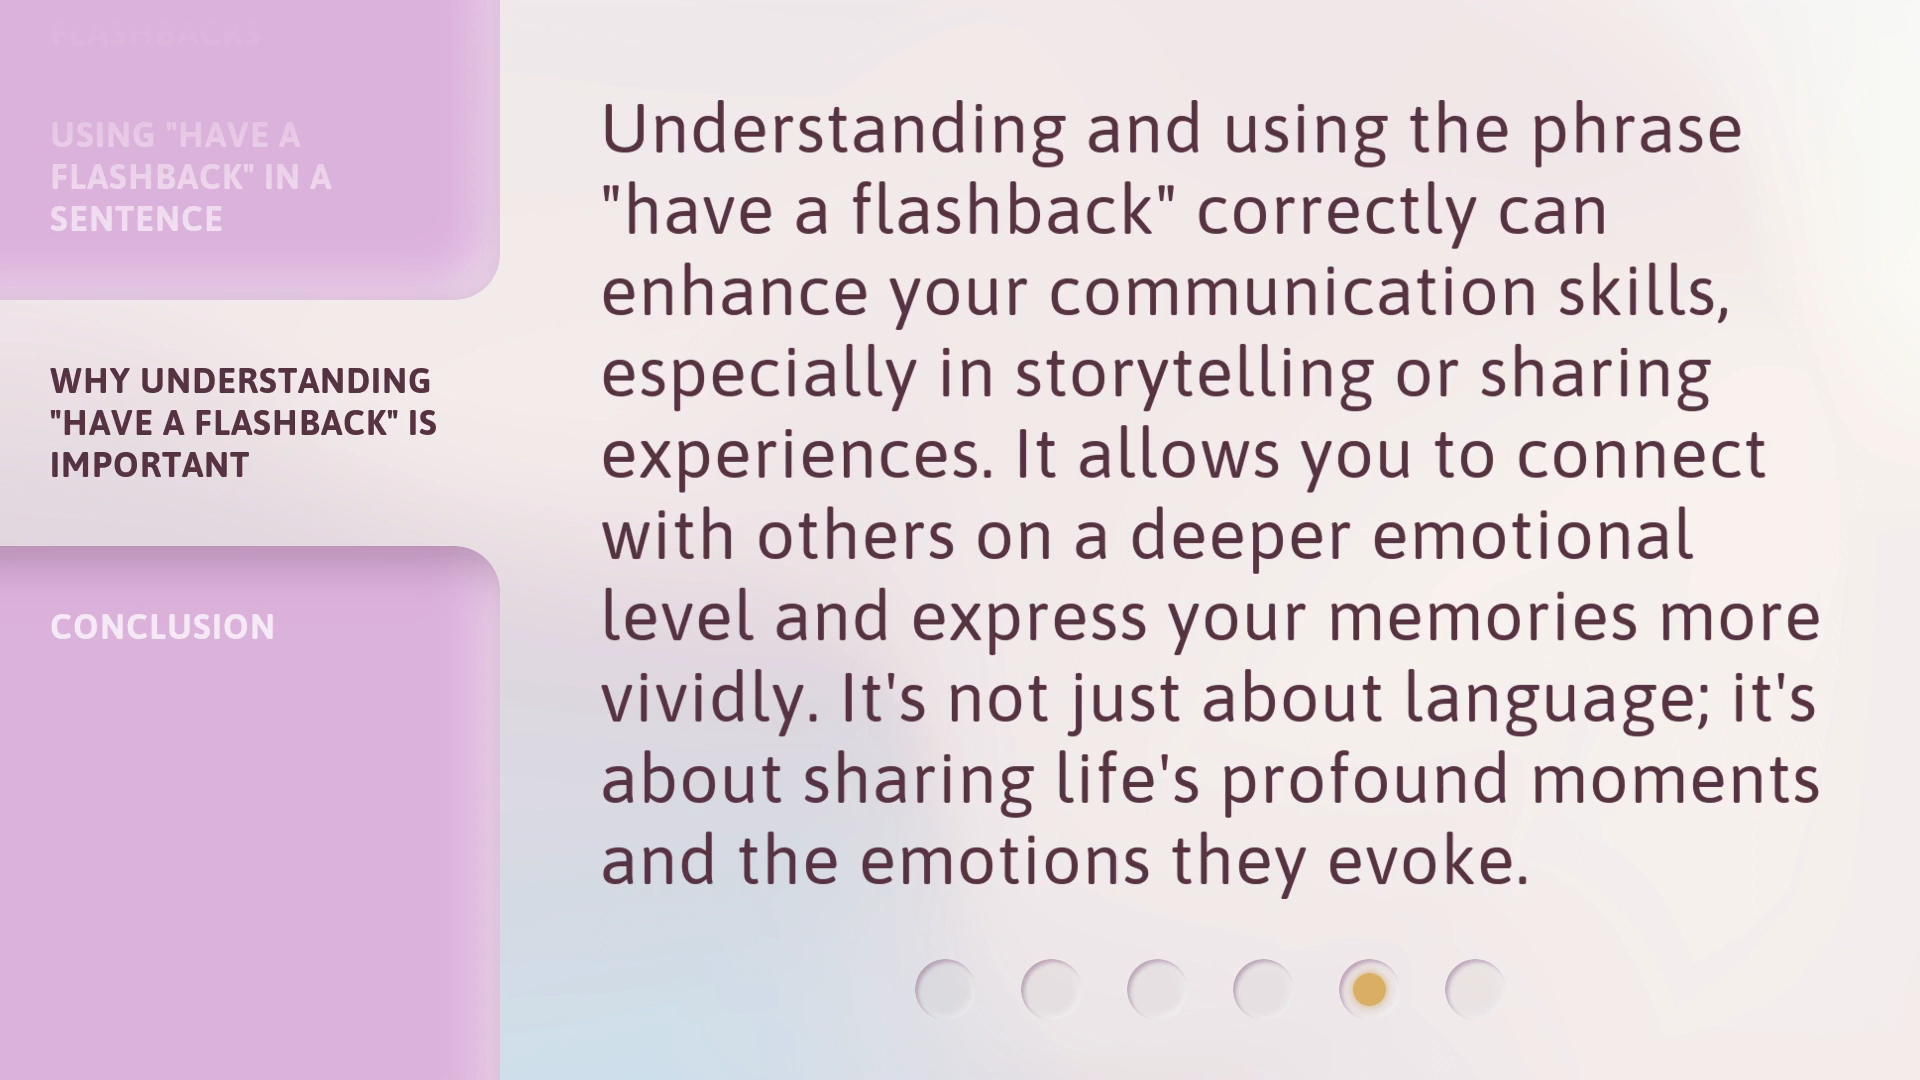 FLASHBACKS
USING "HAVE A
FLASHBACK" IN A
SENTENCE
WHY UNDERSTANDING
"HAVE A FLASHBACK" IS
IMPORTANT
CONCLUSION
Understanding and using the phrase
"have a flashback" correctly can
enhance your communication skills,
especially in storytelling or sharing
experiences. It allows you to connect
with others on a deeper emotional
level and express your memories more
vividly. It's not just about language; it's
about sharing life's profound moments
and the emotions they evoke.